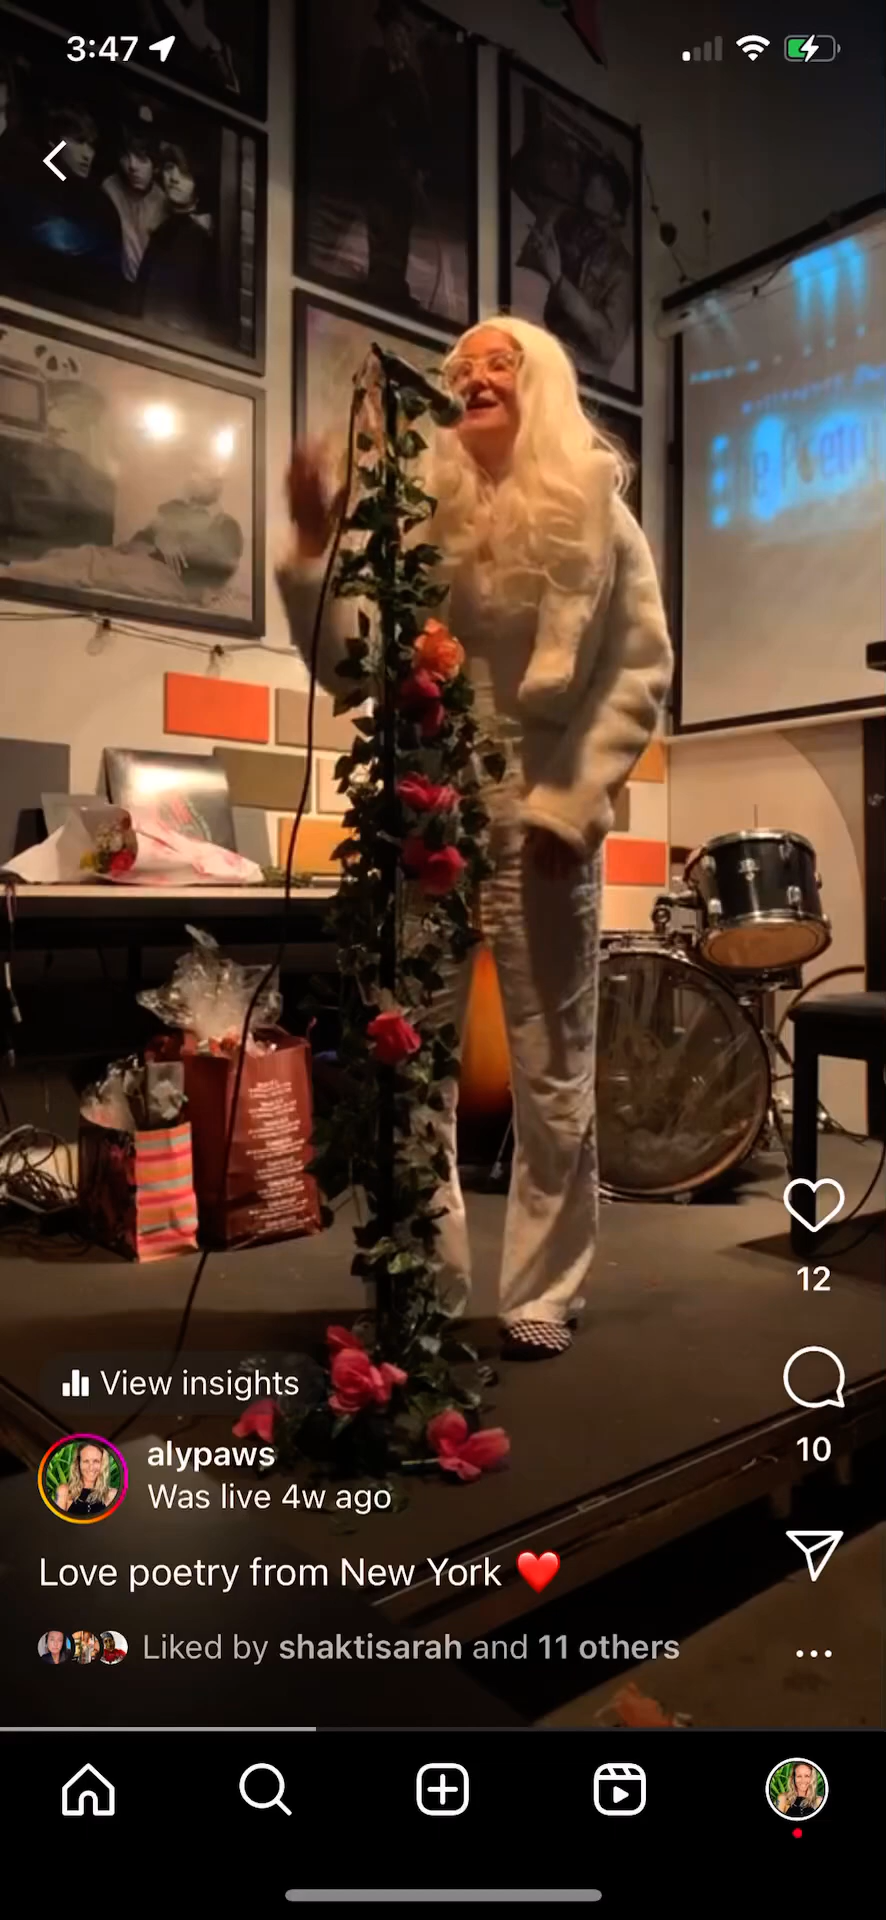 3:47
View insights
12
alypaws
Was live 4w ago
10
Love poetry from New York ❤️
Liked by shaktisarah and 11 others